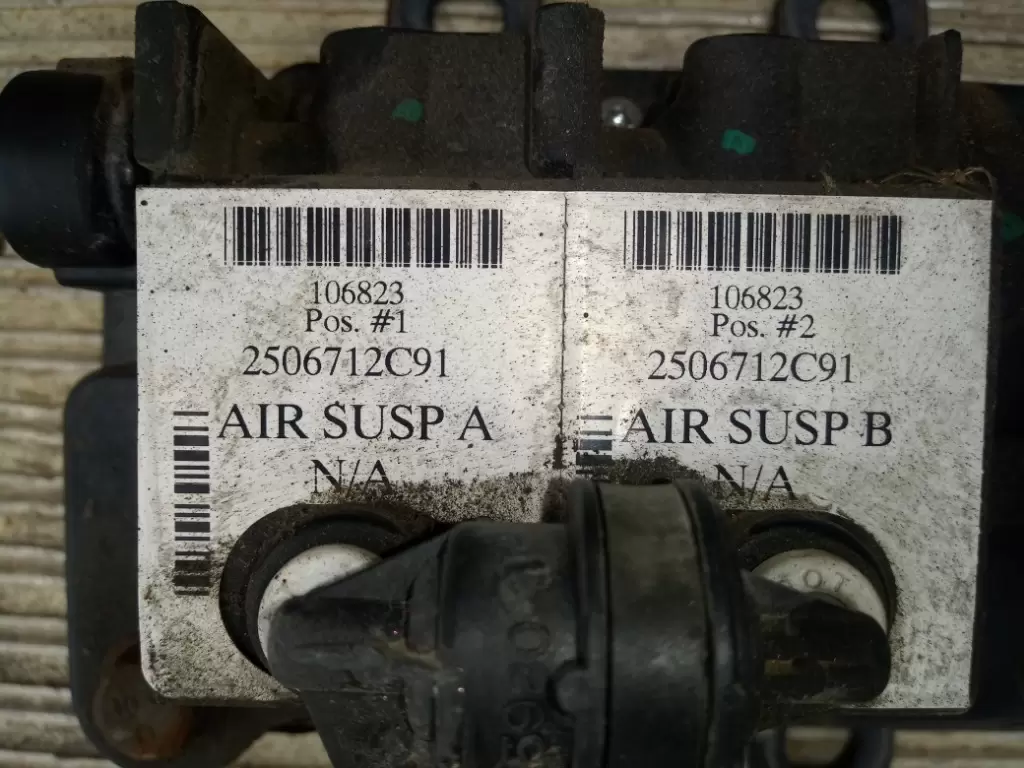 106823
Pos. #1
2506712C91
AIR SUSP A
N/A
106823
Pos. #2
2506712C91
AIR SUSP B
N/A